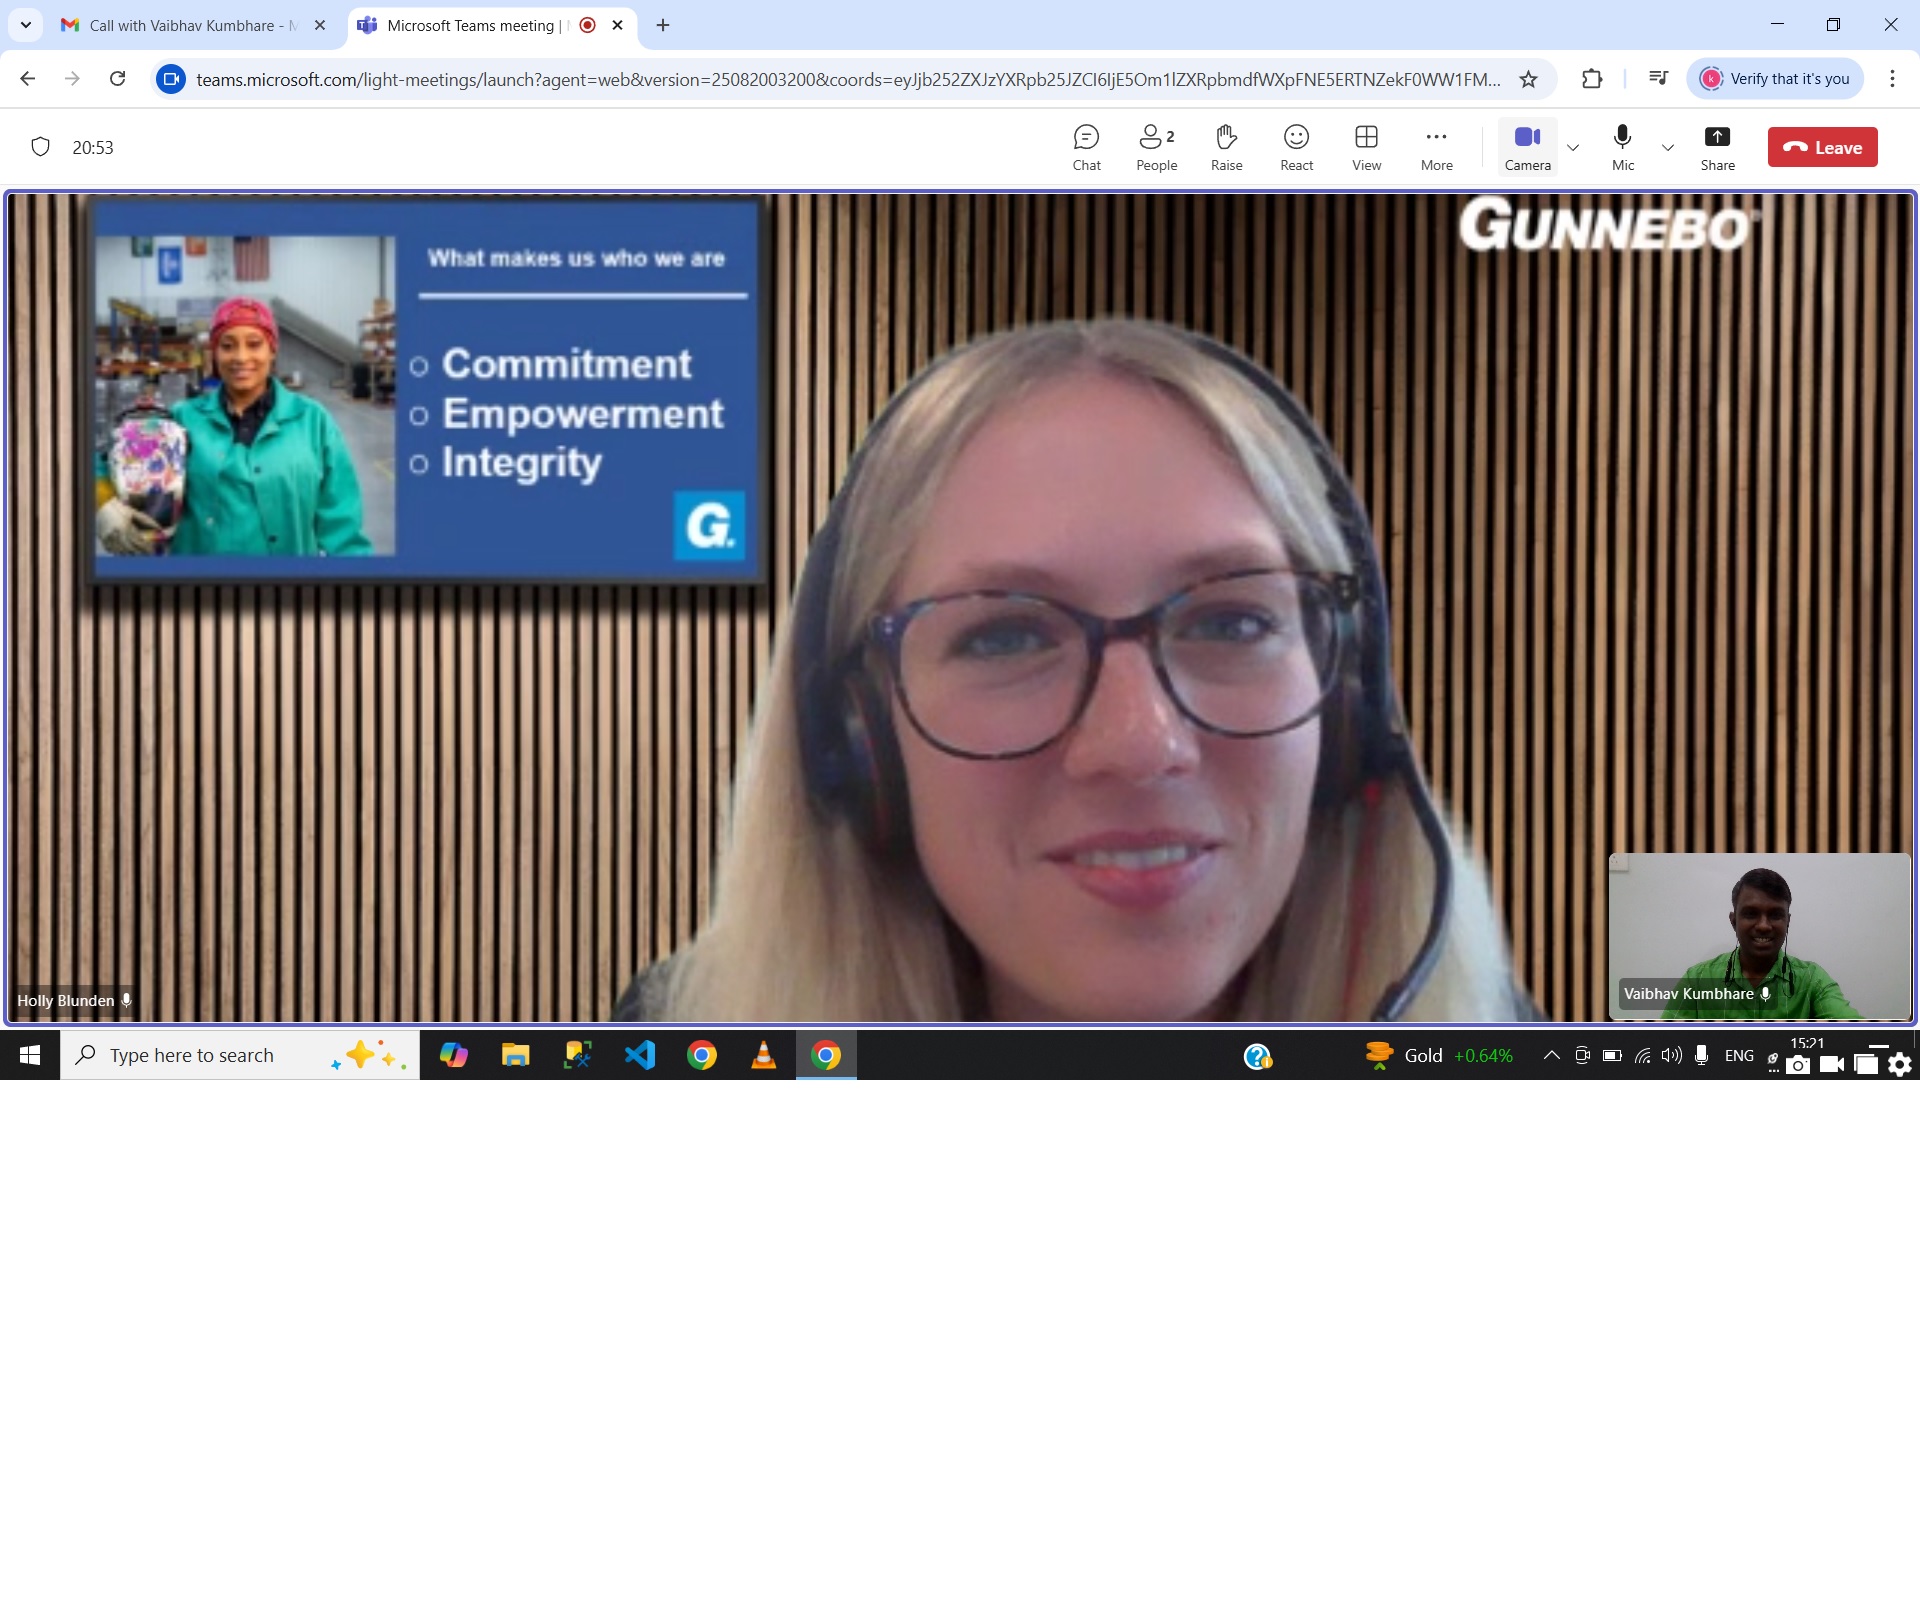 Call with Vaibhav Kumbhare -
Microsoft Teams meeting |
teams.microsoft.com/light-meetings/launch?agent=web&version=25082003200&coords=eyJjb252ZXJzYXRpb25JZCI6IjE5Om1lZXRpbmdfWXpFNE5ERTNZekF0WW1FM...
k
Verify that it's you
20:53
Chat
People
2
Raise
React
View
More
Camera
Mic
Share
Leave
GUNNEBO®
What makes us who we are
Commitment
Empowerment
Integrity
G.
Holly Blunden
Vaibhav Kumbhare
Type here to search
Gold +0.64%
ENG
15:21